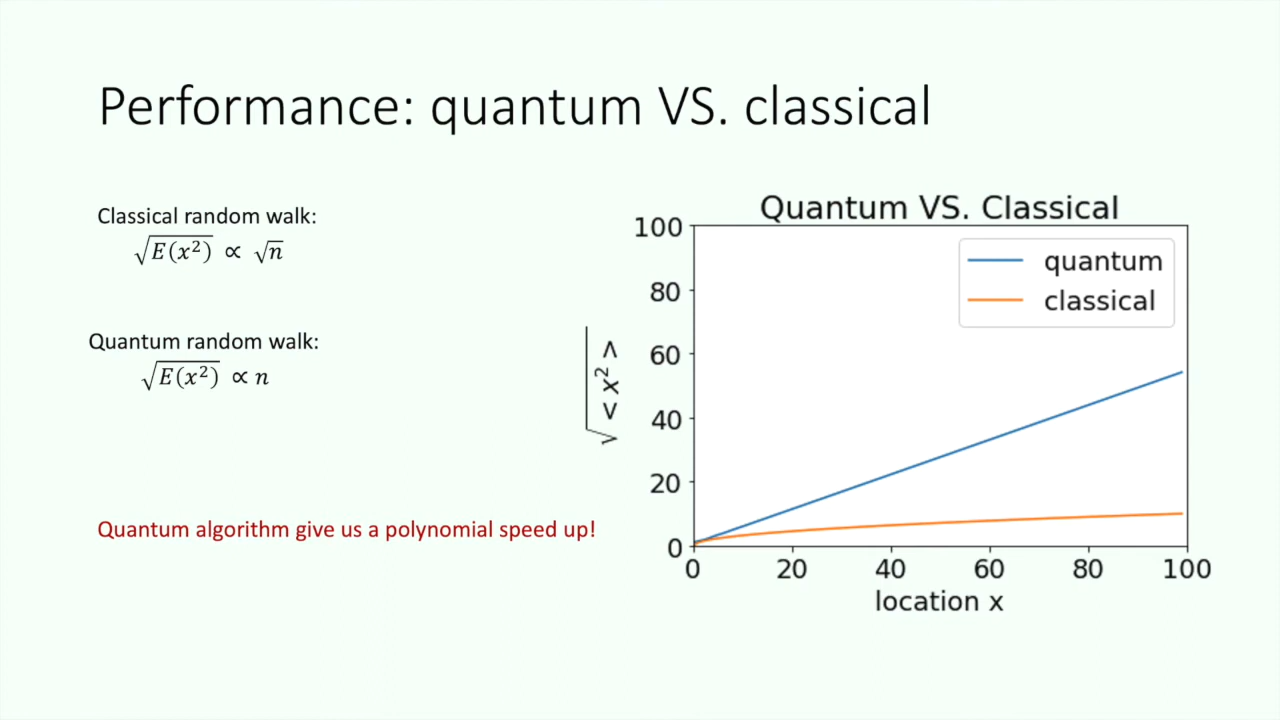 Performance: quantum VS. classical
Classical random walk:
√E(x²) ∝ √n
Quantum random walk:
√E(x²) ∝ n
Quantum algorithm give us a polynomial speed up!
Quantum VS. Classical
quantum
classical
100
80
60
40
20
0
√< x² >
0 20 40 60 80 100
location x